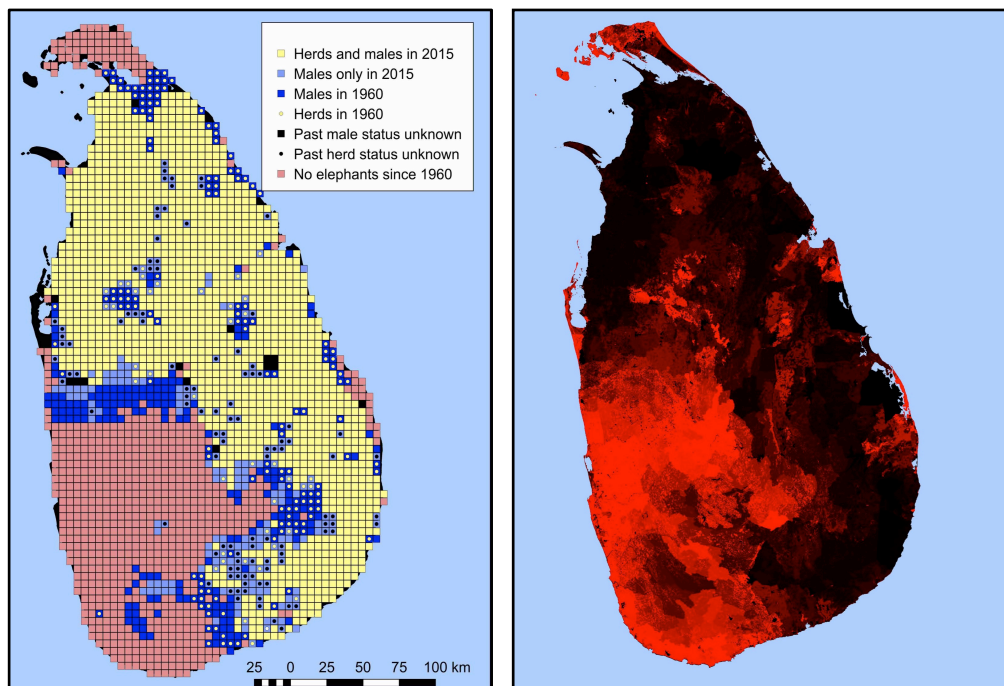 Herds and males in 2015
Males only in 2015
Males in 1960
Herds in 1960
Past male status unknown
Past herd status unknown
No elephants since 1960
25 0 25 50 75 100 km